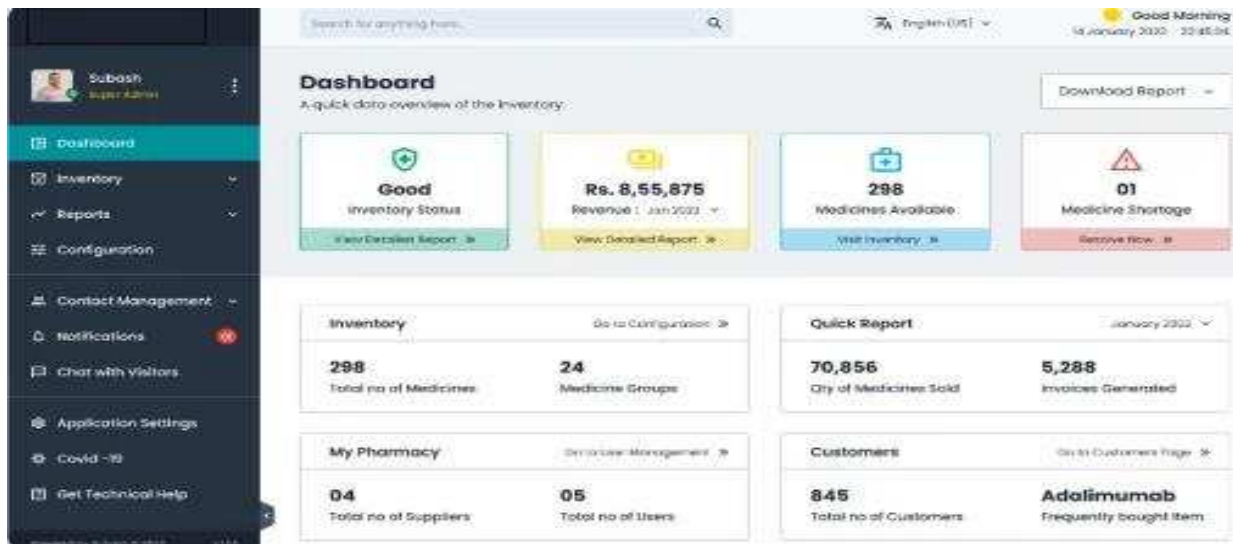 Search for anything here..
English (US)
Good Morning
14 January 2022 22:45:04
Subash
Super Admin
Dashboard
Inventory
Reports
Configuration
Contact Management
Notifications
Chat with Visitors
Application Settings
Covid -19
Get Technical Help
Dashboard
A quick data overview of the inventory.
Download Report
Good
Inventory Status
View Detailed Report »
Rs. 8,55,875
Revenue : Jan 2022
View Detailed Report »
298
Medicines Available
Visit Inventory »
01
Medicine Shortage
Resolve Now »
Inventory
Go to Configuration »
298
Total no of Medicines
24
Medicine Groups
Quick Report
January 2022
70,856
Qty of Medicines Sold
5,288
Invoices Generated
My Pharmacy
Go to User Management »
04
Total no of Suppliers
05
Total no of Users
Customers
Go to Customers Page »
845
Total no of Customers
Adalimumab
Frequently bought Item